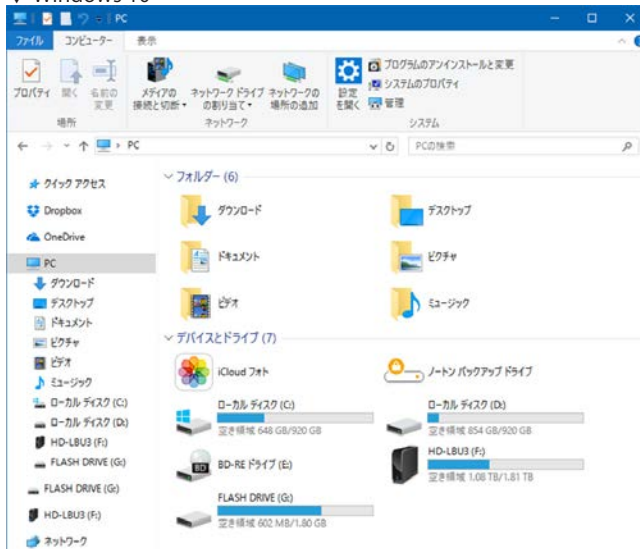 Windows 10
PC
ファイル コンピューター 表示
プロパティ 開く 名前の変更 メディアの接続と切断 ネットワーク ドライブの割り当て ネットワークの場所の追加 設定を開く プログラムのアンインストールと変更
システムのプロパティ
管理
場所 ネットワーク システム
PC PCの検索
クイック アクセス
Dropbox
OneDrive
PC
ダウンロード
デスクトップ
ドキュメント
ピクチャ
ビデオ
ミュージック
ローカル ディスク (C:)
ローカル ディスク (D:)
HD-LBU3 (F:)
FLASH DRIVE (G:)
FLASH DRIVE (G:)
HD-LBU3 (F:)
ネットワーク
フォルダー (6)
ダウンロード デスクトップ
ドキュメント ピクチャ
ビデオ ミュージック
デバイスとドライブ (7)
iCloud フォト ノートン バックアップ ドライブ
ローカル ディスク (C:) ローカル ディスク (D:)
空き領域 648 GB/920 GB 空き領域 854 GB/920 GB
BD-RE ドライブ (E:) HD-LBU3 (F:)
空き領域 1.08 TB/1.81 TB
FLASH DRIVE (G:)
空き領域 602 MB/1.80 GB